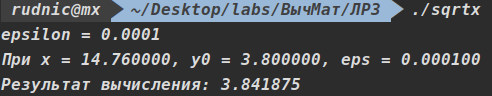 rudnic@mx ~/Desktop/labs/ВычМат/ЛР3 ./sqrtx
epsilon = 0.0001
При x = 14.760000, y0 = 3.800000, eps = 0.000100
Результат вычисления: 3.841875